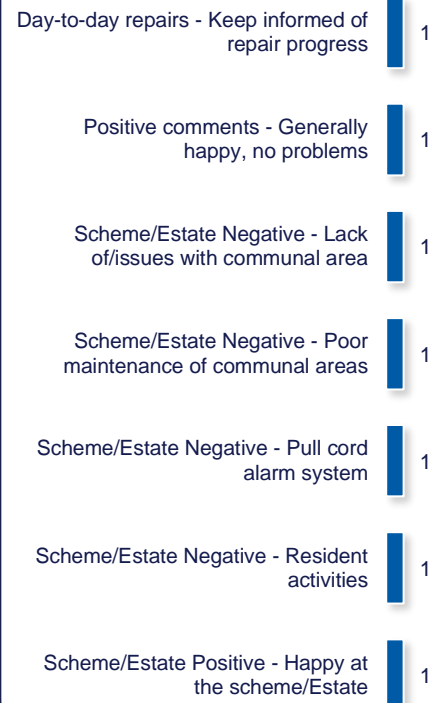 Day-to-day repairs - Keep informed of
repair progress
1
Positive comments - Generally
happy, no problems
1
Scheme/Estate Negative - Lack
of/issues with communal area
1
Scheme/Estate Negative - Poor
maintenance of communal areas
1
Scheme/Estate Negative - Pull cord
alarm system
1
Scheme/Estate Negative - Resident
activities
1
Scheme/Estate Positive - Happy at
the scheme/Estate
1